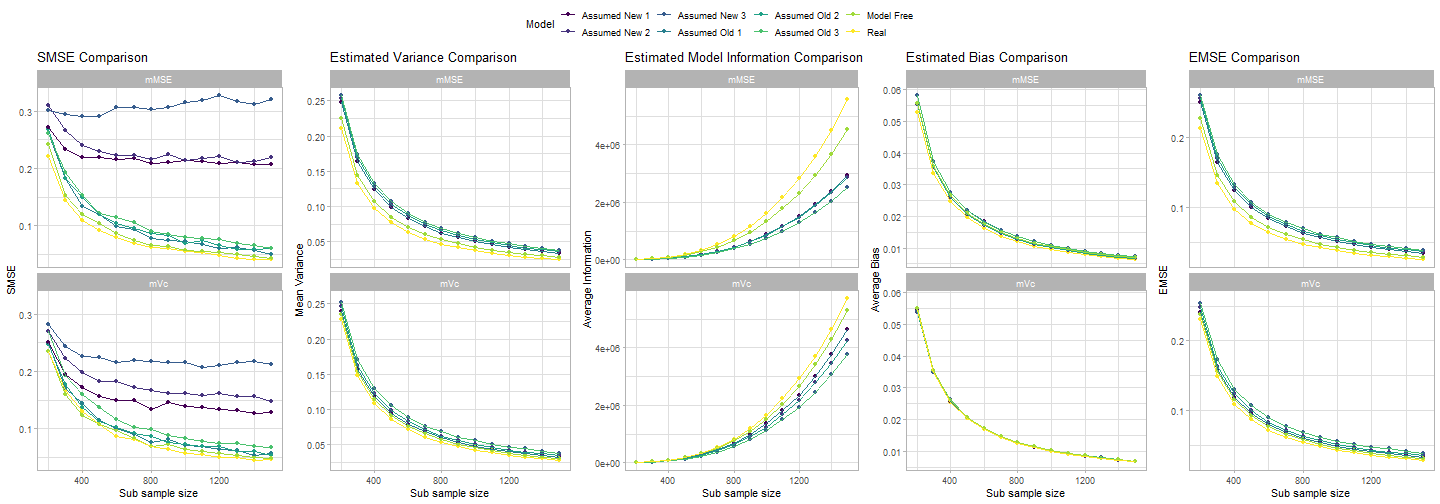 Model Assumed New 1 Assumed New 3 Assumed Old 2 Model Free
Assumed New 2 Assumed Old 1 Assumed Old 3 Real
SMSE Comparison
mMSE
0.3
0.2
0.1
mVc
0.3
0.2
0.1
SMSE
400 800 1200
Sub sample size
Estimated Variance Comparison
mMSE
0.25
0.20
0.15
0.10
0.05
mVc
0.25
0.20
0.15
0.10
0.05
Mean Variance
400 800 1200
Sub sample size
Estimated Model Information Comparison
mMSE
4e+06
2e+06
0e+00
mVc
4e+06
2e+06
0e+00
Average Information
400 800 1200
Sub sample size
Estimated Bias Comparison
mMSE
0.06
0.05
0.04
0.03
0.02
0.01
mVc
0.06
0.05
0.04
0.03
0.02
0.01
Average Bias
400 800 1200
Sub sample size
EMSE Comparison
mMSE
0.2
0.1
mVc
0.2
0.1
EMSE
400 800 1200
Sub sample size